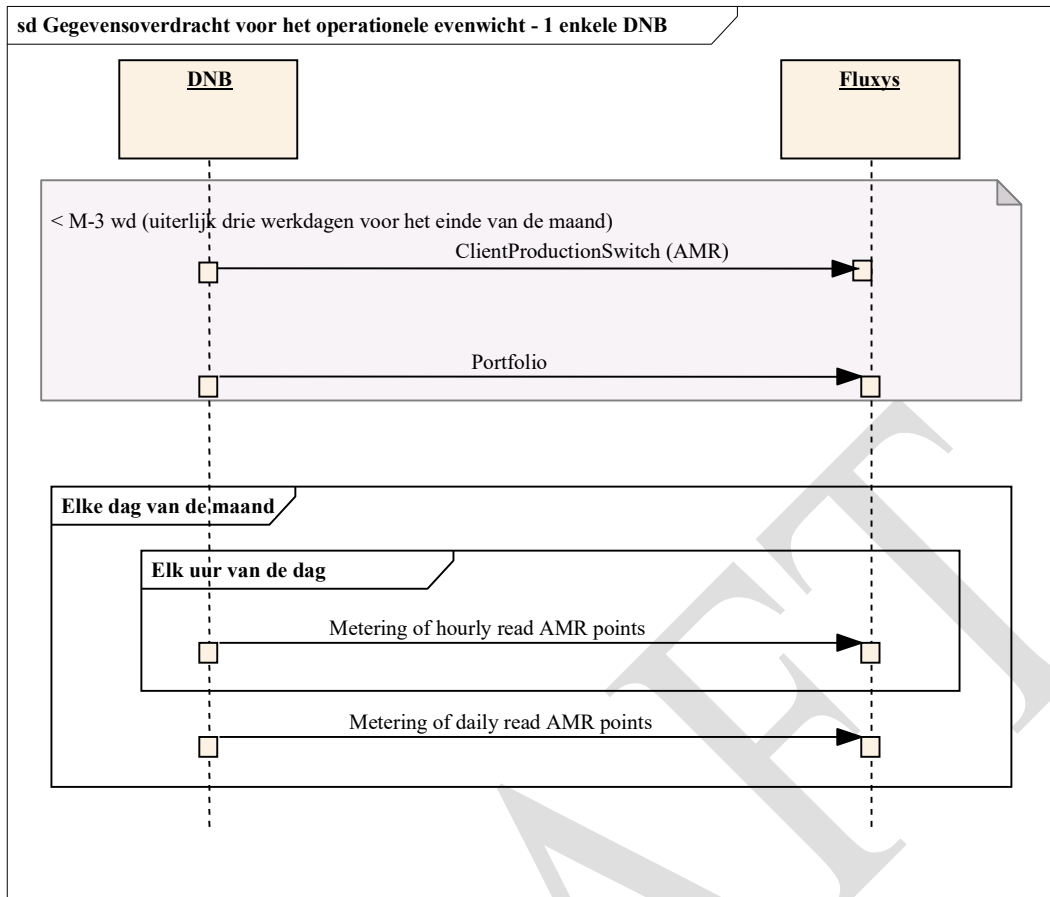 sd Gegevensoverdracht voor het operationele evenwicht - 1 enkele DNB
DNB
Fluxys
< M-3 wd (uiterlijk drie werkdagen voor het einde van de maand)
ClientProductionSwitch (AMR)
Portfolio
Elke dag van de maand
Elk uur van de dag
Metering of hourly read AMR points
Metering of daily read AMR points
AFT